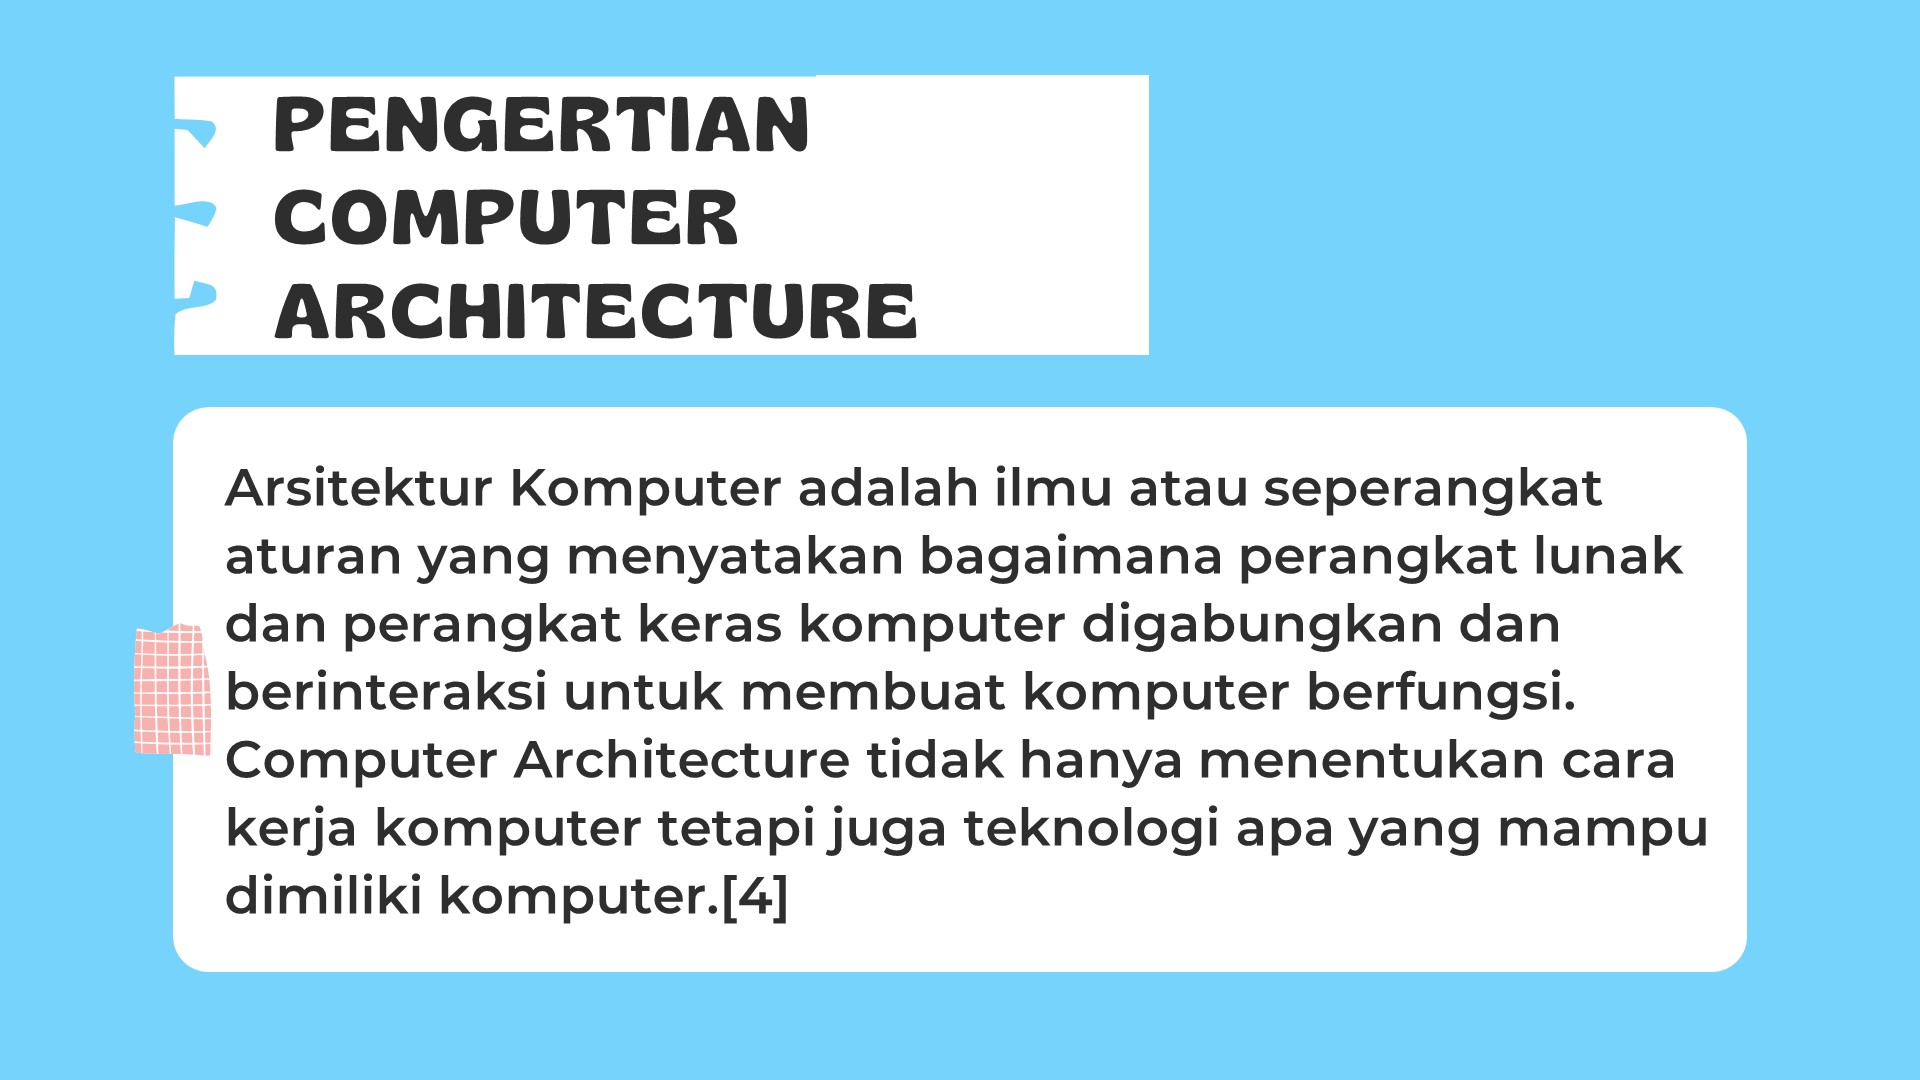 PENGERTIAN
COMPUTER
ARCHITECTURE
Arsitektur Komputer adalah ilmu atau seperangkat
aturan yang menyatakan bagaimana perangkat lunak
dan perangkat keras komputer digabungkan dan
berinteraksi untuk membuat komputer berfungsi.
Computer Architecture tidak hanya menentukan cara
kerja komputer tetapi juga teknologi apa yang mampu
dimiliki komputer.[4]